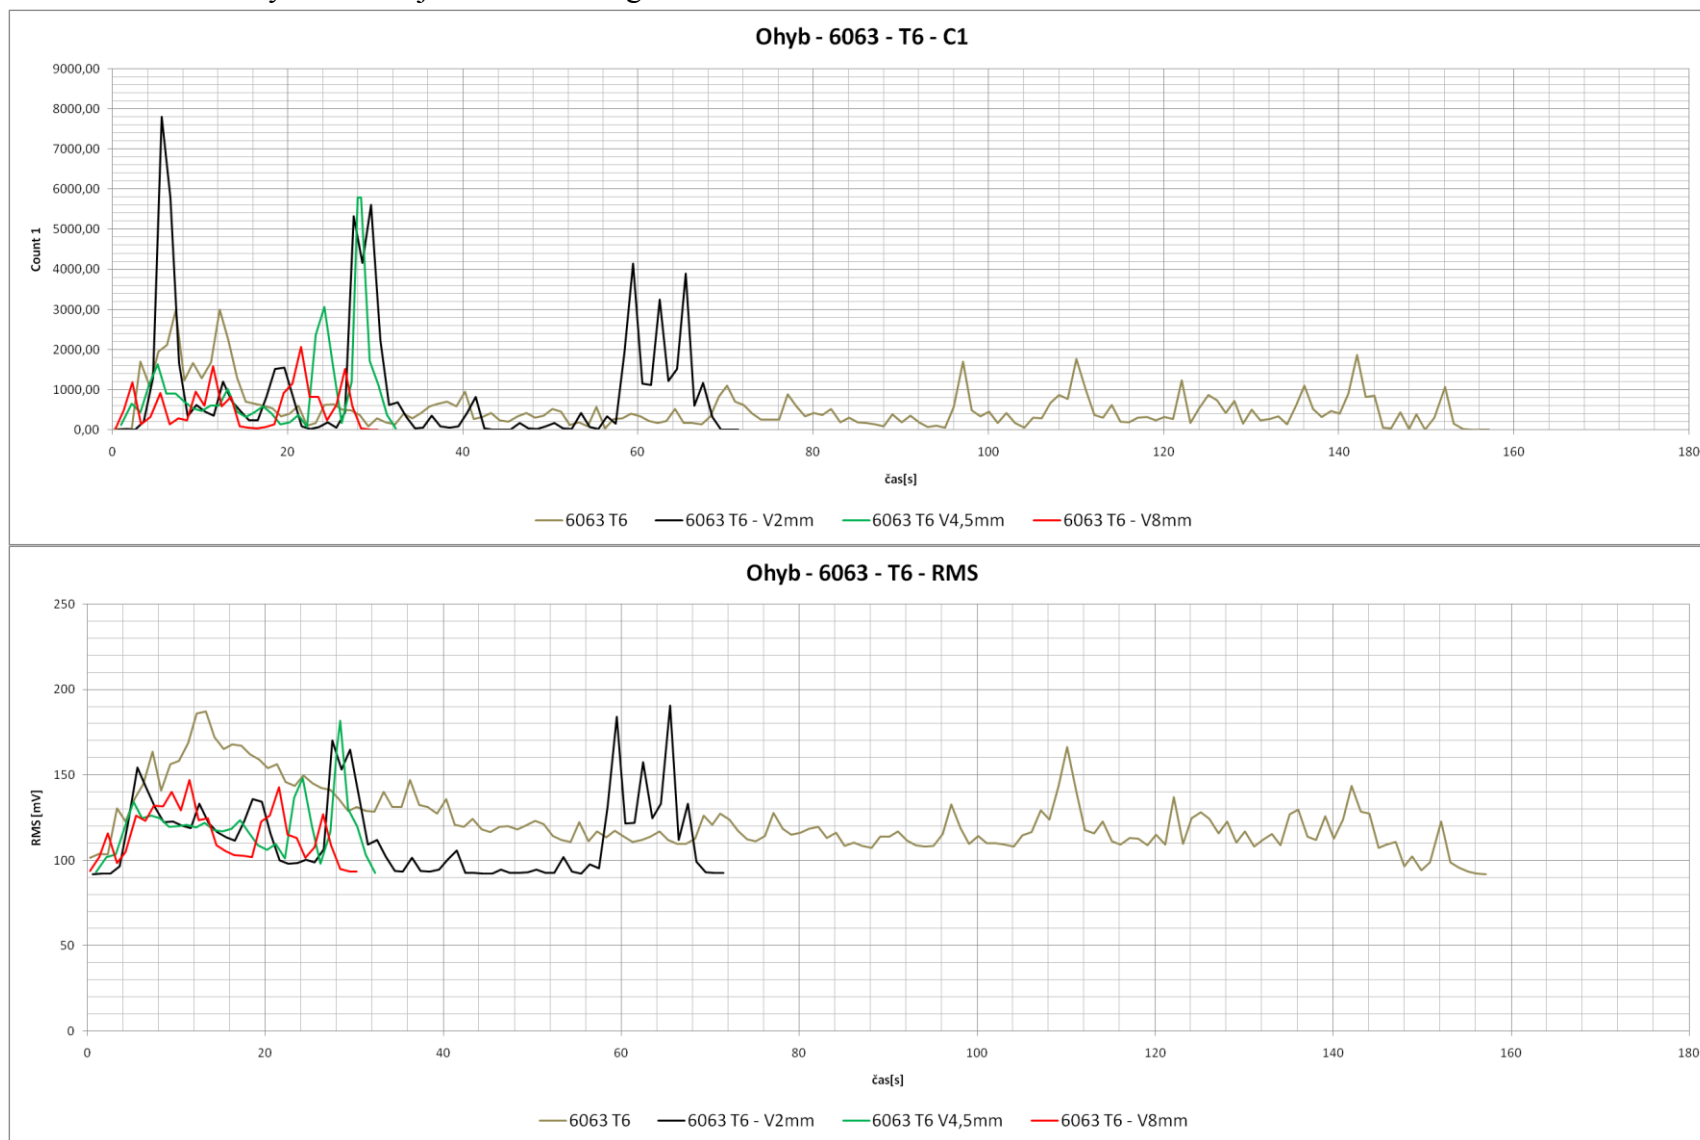 Ohyb - 6063 - T6 - C1
9000,00
8000,00
7000,00
6000,00
5000,00
4000,00
3000,00
2000,00
1000,00
0,00
Count 1
0 20 40 60 80 100 120 140 160 180
čas[s]
6063 T6 6063 T6 - V2mm 6063 T6 V4,5mm 6063 T6 - V8mm
Ohyb - 6063 - T6 - RMS
250
200
150
100
50
0
RMS [mV]
0 20 40 60 80 100 120 140 160 180
čas[s]
6063 T6 6063 T6 - V2mm 6063 T6 V4,5mm 6063 T6 - V8mm